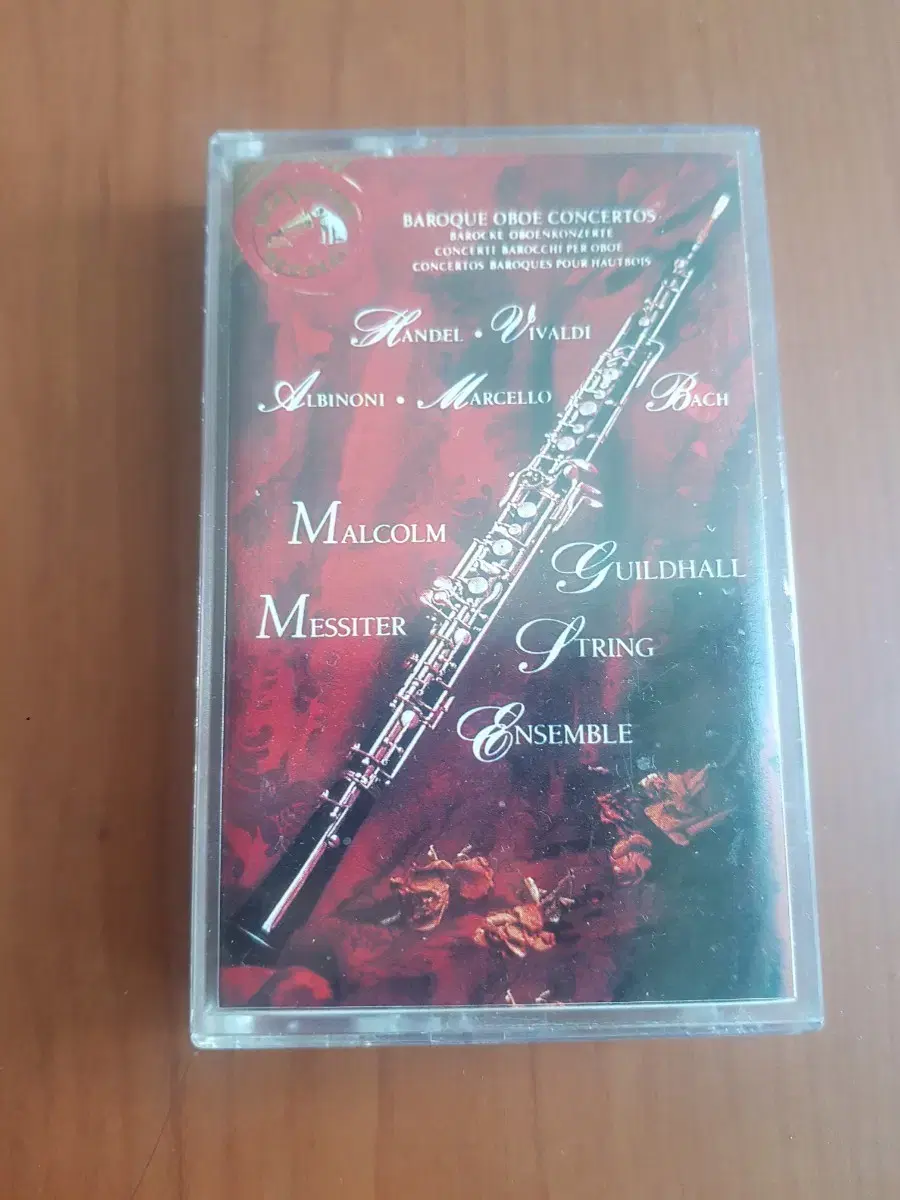 BAROQUE OBOE CONCERTOS
BAROCKE OBOENKONZERTE
CONCERTI BAROCCHI PER OBOE
CONCERTOS BAROQUES POUR HAUTBOIS
HANDEL • VIVALDI
ALBINONI • MARCELLO BACH
MALCOLM
MESSITER
GUILDHALL
STRING
ENSEMBLE